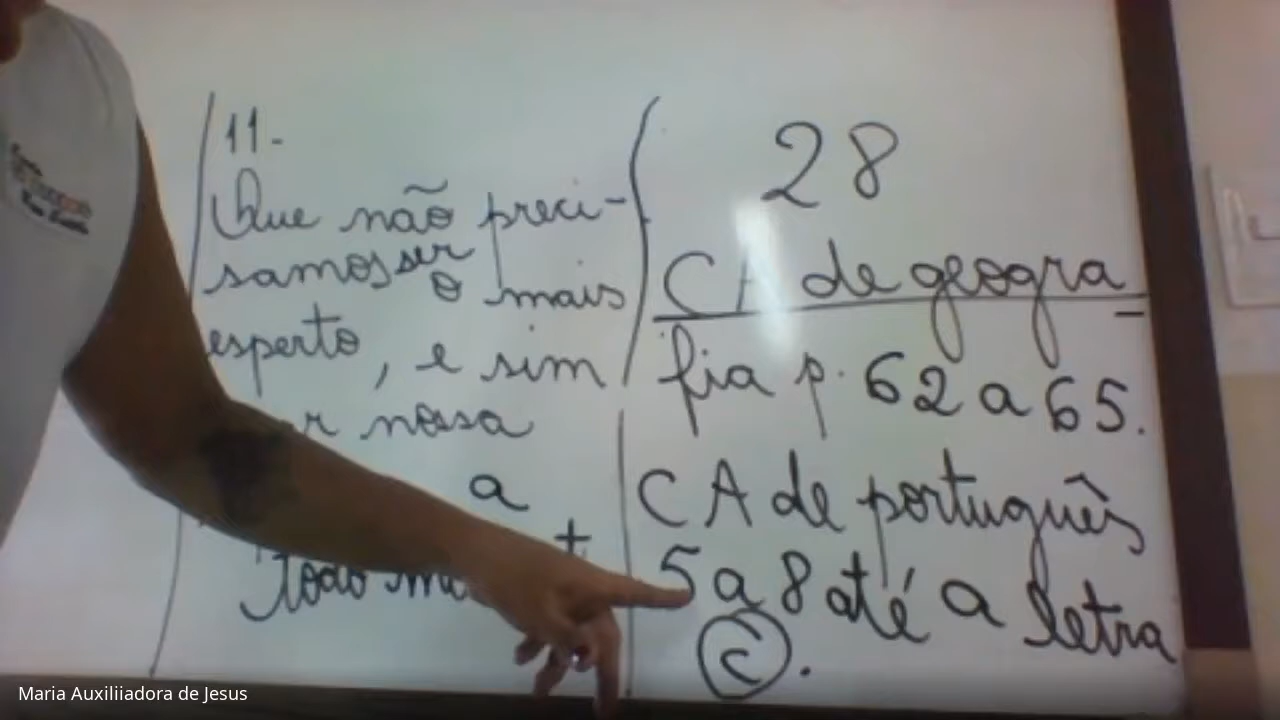 11-
Que não preci-
samos ser
o mais
esperto, e sim
nossa
a
Todo
28
CA de geogra-
fia p. 62 a 65.
CA de português
5 a 8 até a letra
C.
Maria Auxiliiadora de Jesus